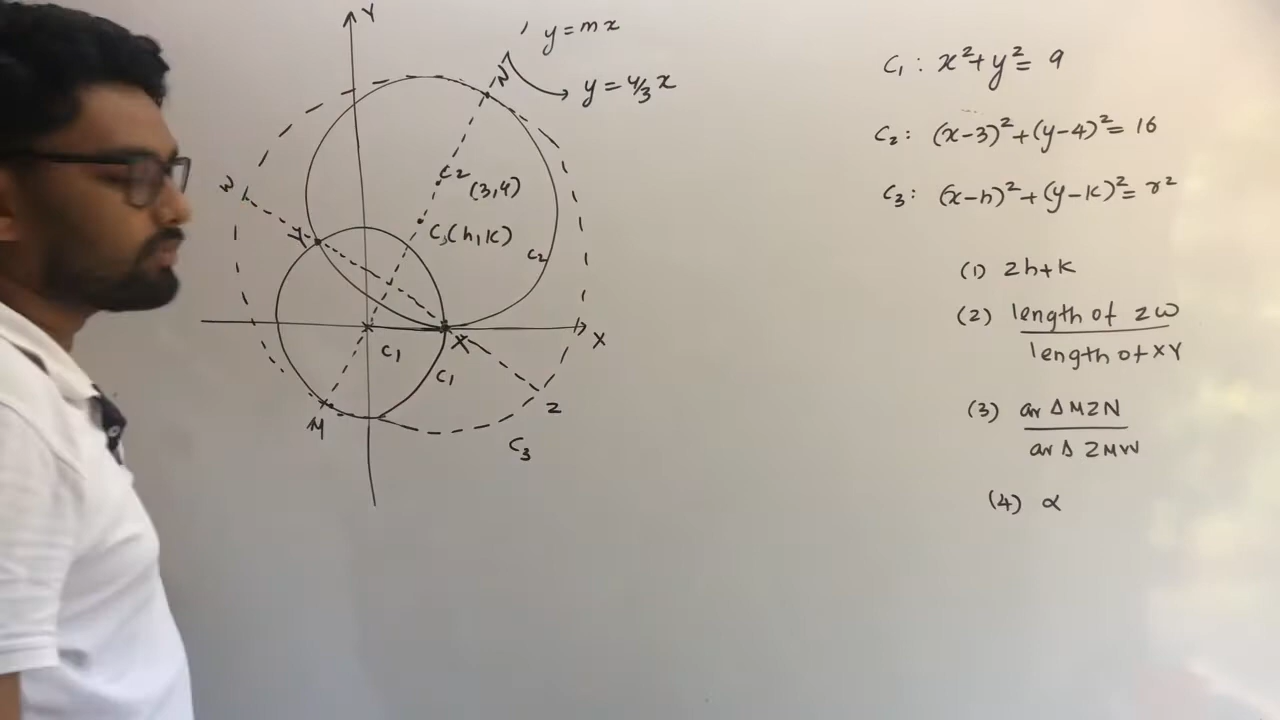 Y
y = mx
N
y = 4/3 x
C2 (3,4)
W
Y
C3 (h, k)
C2
X
X
C1
C1
M
Z
C3
C1 : x² + y² = 9
C2 : (x-3)² + (y-4)² = 16
C3 : (x-h)² + (y-k)² = r²
(1) 2h+k
(2) length of ZW
length of XY
(3) ar Δ MZN
ar Δ ZMW
(4) α